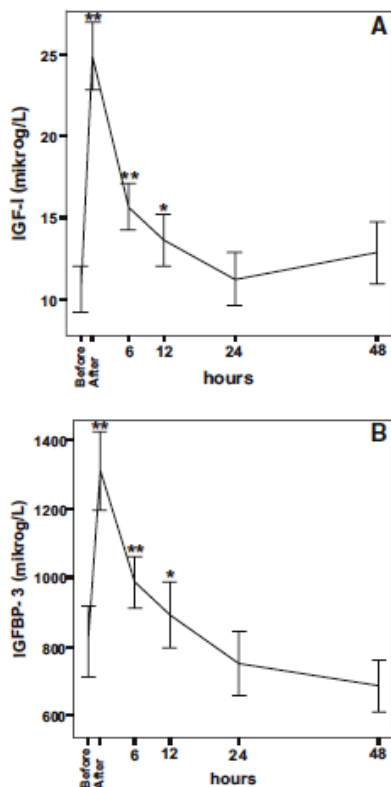 A
**
25
20
**
*
15
10
IGF-I (mikrog/L)
Before
After
6
12
24
48
hours
B
**
1400
1200
**
*
1000
800
600
IGFBP- 3 (mikrog/L)
Before
After
6
12
24
48
hours